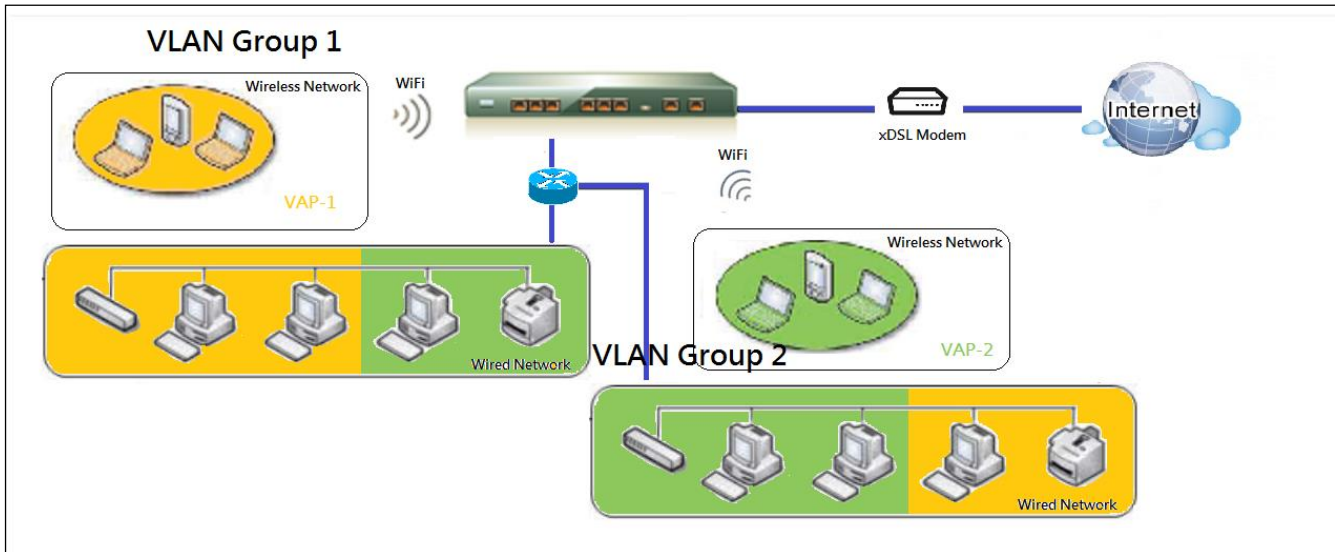 VLAN Group 1
Wireless Network
WiFi
VAP-1
xDSL Modem
Internet
WiFi
Wireless Network
VAP-2
Wired Network
VLAN Group 2
Wired Network